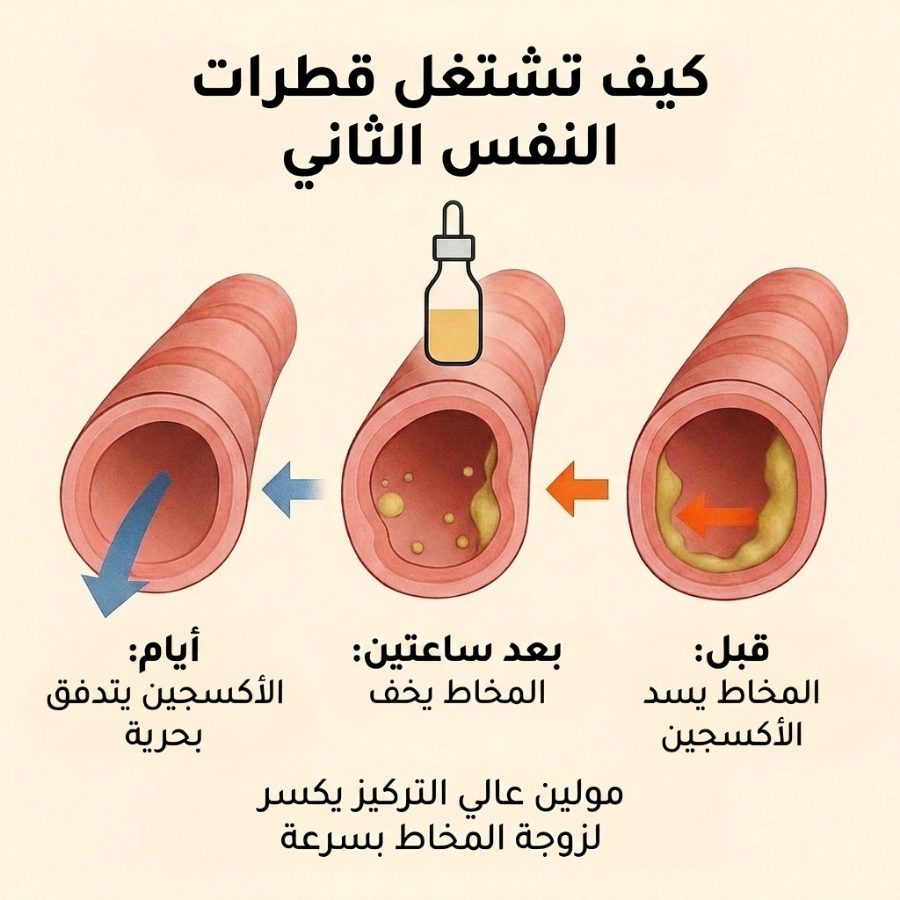 كيف تشتغل قطرات
النفس الثاني
قبل:
المخاط يسد
الأكسجين
بعد ساعتين:
المخاط يخف
أيام:
الأكسجين يتدفق
بحرية
مولين عالي التركيز يكسر
لزوجة المخاط بسرعة